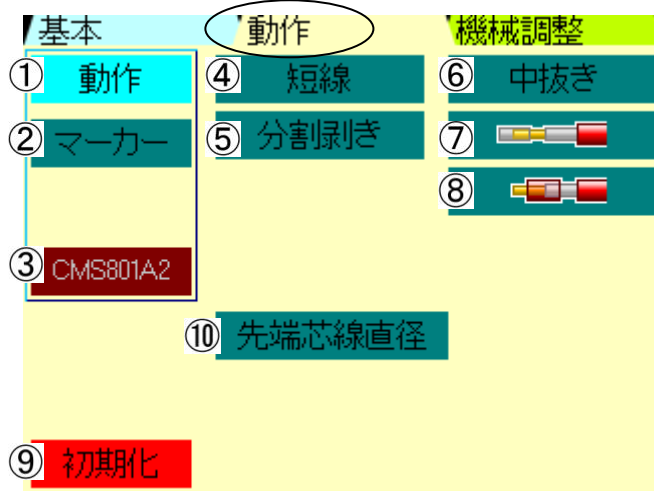 基本 動作 機械調整
① 動作 ④ 短線 ⑥ 中抜き
② マーカー ⑤ 分割剥き ⑦
⑧
③ CMS801A2
⑩ 先端芯線直径
⑨ 初期化